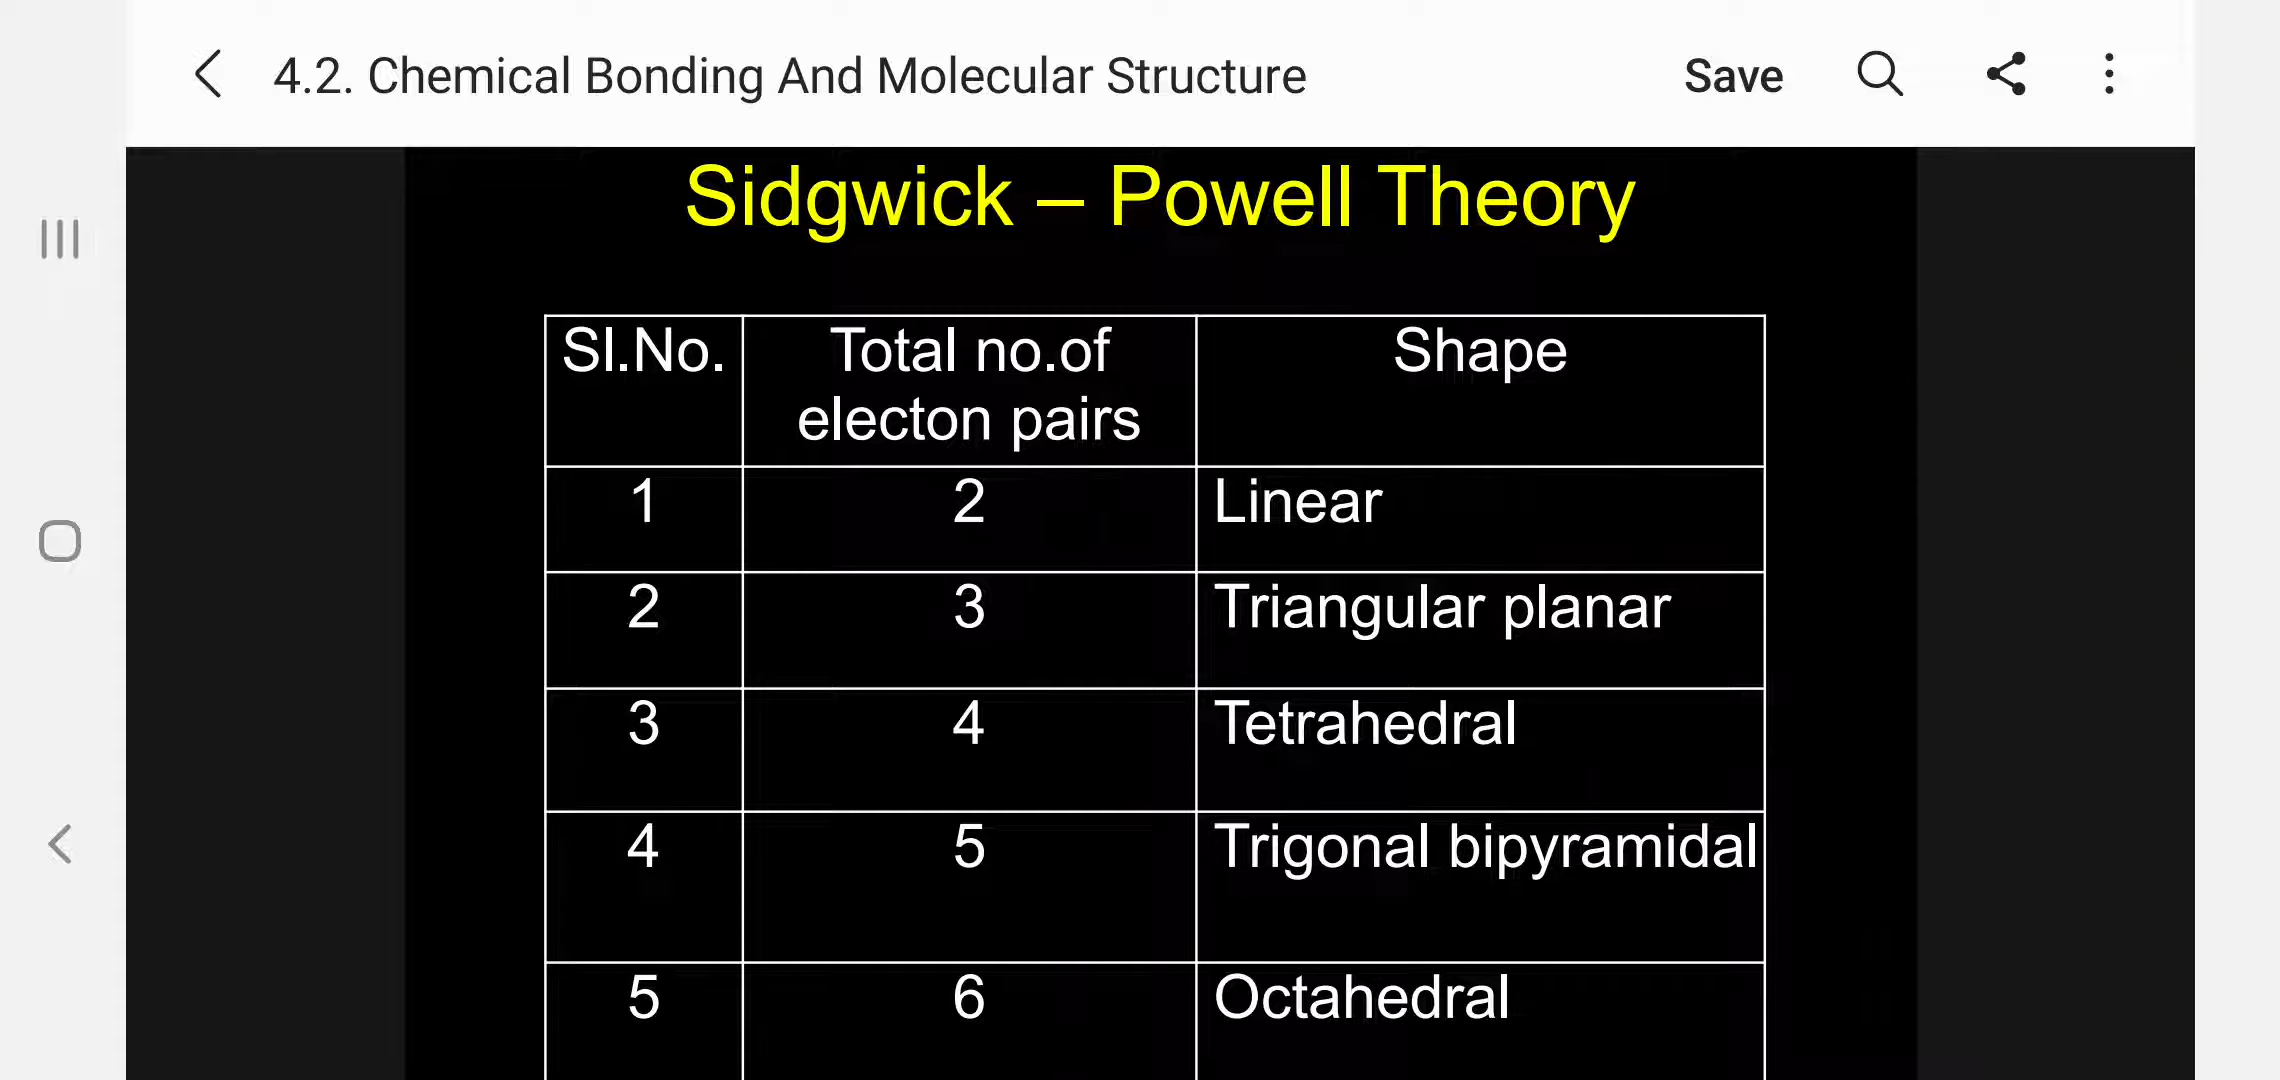 4.2. Chemical Bonding And Molecular Structure Save
Sidgwick – Powell Theory
Sl.No. Total no.of electon pairs Shape
1 2 Linear
2 3 Triangular planar
3 4 Tetrahedral
4 5 Trigonal bipyramidal
5 6 Octahedral